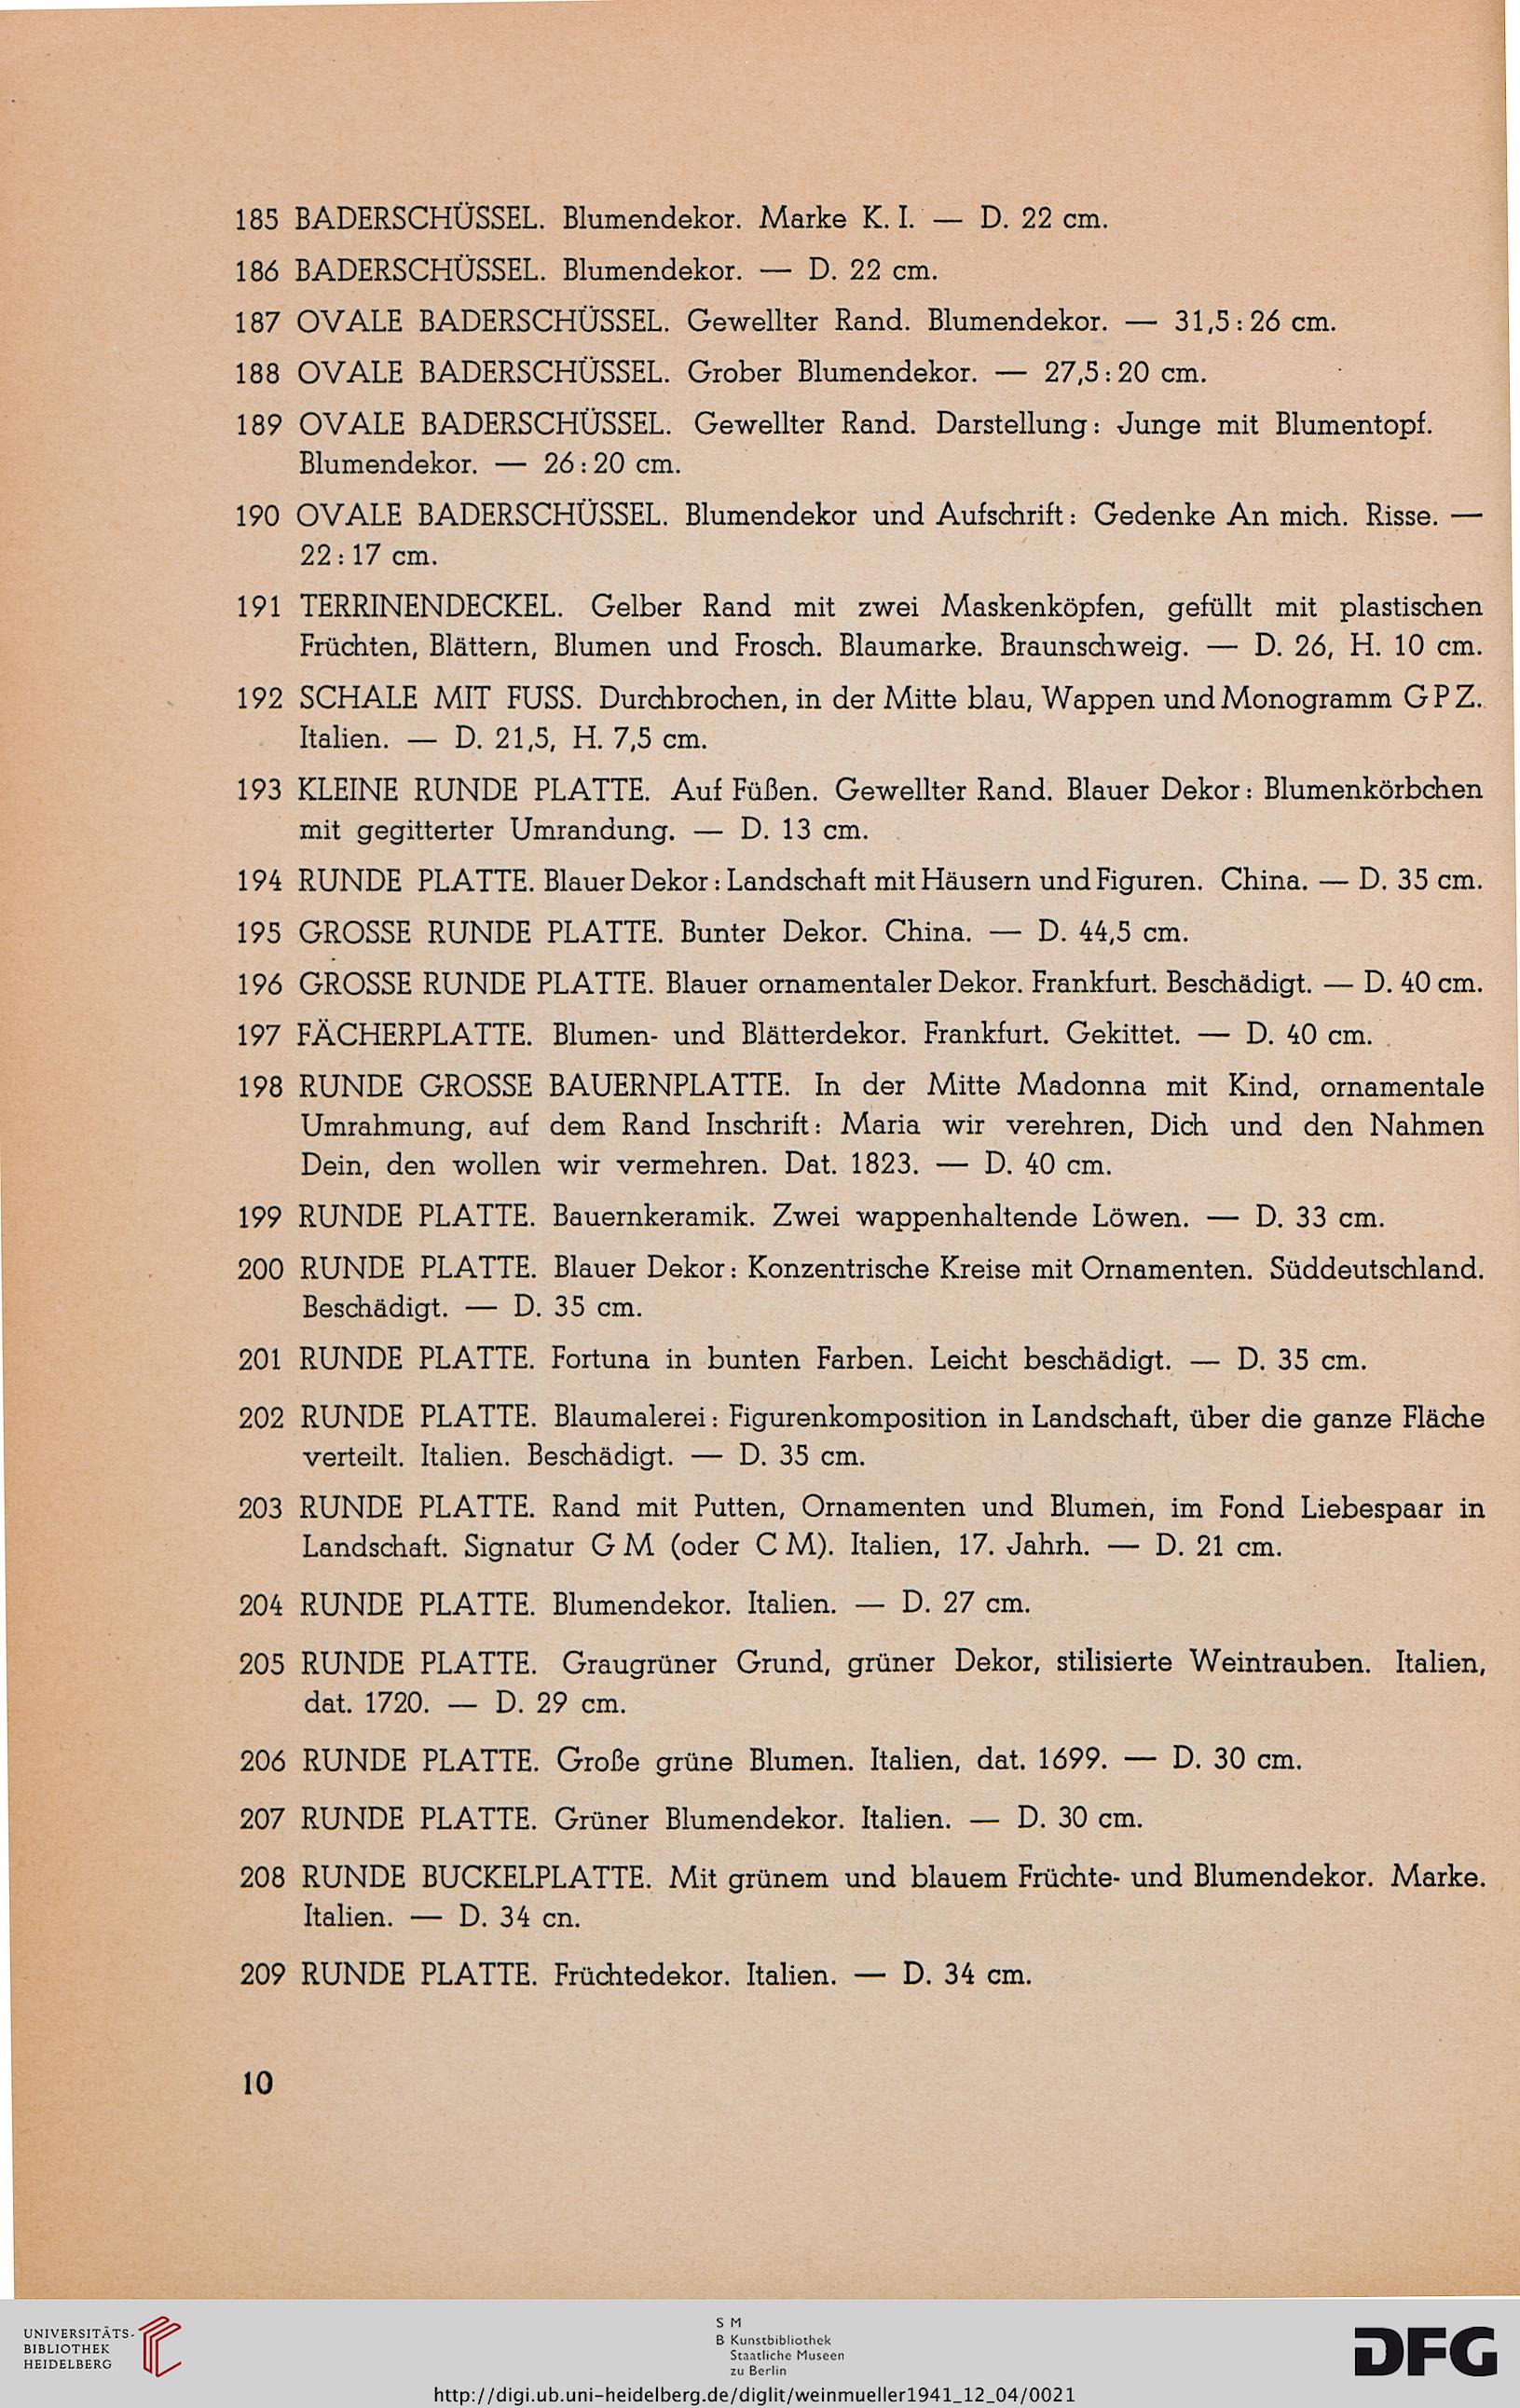 185 BADERSCHÜSSEL. Blumendekor. Marke K. I. — D. 22 cm.
186 BADERSCHÜSSEL. Blumendekor. — D. 22 cm.
187 OVALE BADERSCHÜSSEL. Gewellter Rand. Blumendekor. — 31,5 : 26 cm.
188 OVALE BADERSCHÜSSEL. Grober Blumendekor. — 27,5 : 20 cm.
189 OVALE BADERSCHÜSSEL. Gewellter Rand. Darstellung: Junge mit Blumentopf.
Blumendekor. — 26 : 20 cm.
190 OVALE BADERSCHÜSSEL. Blumendekor und Aufschrift: Gedenke An mich. Risse. —
22 : 17 cm.
191 TERRINENDECKEL. Gelber Rand mit zwei Maskenköpfen, gefüllt mit plastischen
Früchten, Blättern, Blumen und Frosch. Blaumarke. Braunschweig. — D. 26, H. 10 cm.
192 SCHALE MIT FUSS. Durchbrochen, in der Mitte blau, Wappen und Monogramm G P Z.
Italien. — D. 21,5, H. 7,5 cm.
193 KLEINE RUNDE PLATTE. Auf Füßen. Gewellter Rand. Blauer Dekor: Blumenkörbchen
mit gegitterter Umrandung. — D. 13 cm.
194 RUNDE PLATTE. Blauer Dekor: Landschaft mit Häusern und Figuren. China. — D. 35 cm.
195 GROSSE RUNDE PLATTE. Bunter Dekor. China. — D. 44,5 cm.
196 GROSSE RUNDE PLATTE. Blauer ornamentaler Dekor. Frankfurt. Beschädigt. — D. 40 cm.
197 FÄCHERPLATTE. Blumen- und Blätterdekor. Frankfurt. Gekittet. — D. 40 cm.
198 RUNDE GROSSE BAUERNPLATTE. In der Mitte Madonna mit Kind, ornamentale
Umrahmung, auf dem Rand Inschrift: Maria wir verehren, Dich und den Nahmen
Dein, den wollen wir vermehren. Dat. 1823. — D. 40 cm.
199 RUNDE PLATTE. Bauernkeramik. Zwei wappenhaltende Löwen. — D. 33 cm.
200 RUNDE PLATTE. Blauer Dekor: Konzentrische Kreise mit Ornamenten. Süddeutschland.
Beschädigt. — D. 35 cm.
201 RUNDE PLATTE. Fortuna in bunten Farben. Leicht beschädigt. — D. 35 cm.
202 RUNDE PLATTE. Blaumalerei: Figurenkomposition in Landschaft, über die ganze Fläche
verteilt. Italien. Beschädigt. — D. 35 cm.
203 RUNDE PLATTE. Rand mit Putten, Ornamenten und Blumen, im Fond Liebespaar in
Landschaft. Signatur G M (oder C M). Italien, 17. Jahrh. — D. 21 cm.
204 RUNDE PLATTE. Blumendekor. Italien. — D. 27 cm.
205 RUNDE PLATTE. Graugrüner Grund, grüner Dekor, stilisierte Weintrauben. Italien,
dat. 1720. — D. 29 cm.
206 RUNDE PLATTE. Große grüne Blumen. Italien, dat. 1699. — D. 30 cm.
207 RUNDE PLATTE. Grüner Blumendekor. Italien. — D. 30 cm.
208 RUNDE BUCKELPLATTE. Mit grünem und blauem Früchte- und Blumendekor. Marke.
Italien. — D. 34 cn.
209 RUNDE PLATTE. Früchtedekor. Italien. — D. 34 cm.
10
UNIVERSITÄTS-
BIBLIOTHEK
HEIDELBERG
S M
B Kunstbibliothek
Staatliche Museen
zu Berlin
DFG
http://digi.ub.uni-heidelberg.de/diglit/weinmueller1941_12_04/0021